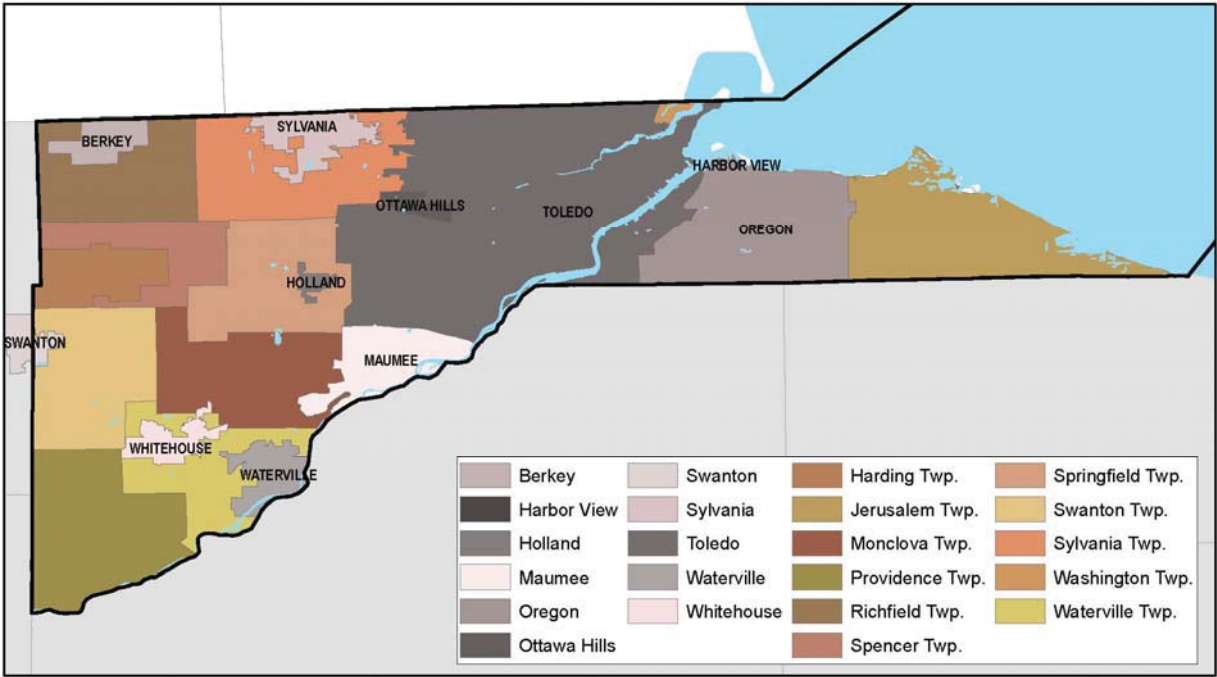 BERKEY
SYLVANIA
HARBOR VIEW
OTTAWA HILLS
TOLEDO
OREGON
HOLLAND
SWANTON
MAUMEE
WHITEHOUSE
WATERVILLE
Berkey
Harbor View
Holland
Maumee
Oregon
Ottawa Hills
Swanton
Sylvania
Toledo
Waterville
Whitehouse
Harding Twp.
Jerusalem Twp.
Monclova Twp.
Providence Twp.
Richfield Twp.
Spencer Twp.
Springfield Twp.
Swanton Twp.
Sylvania Twp.
Washington Twp.
Waterville Twp.